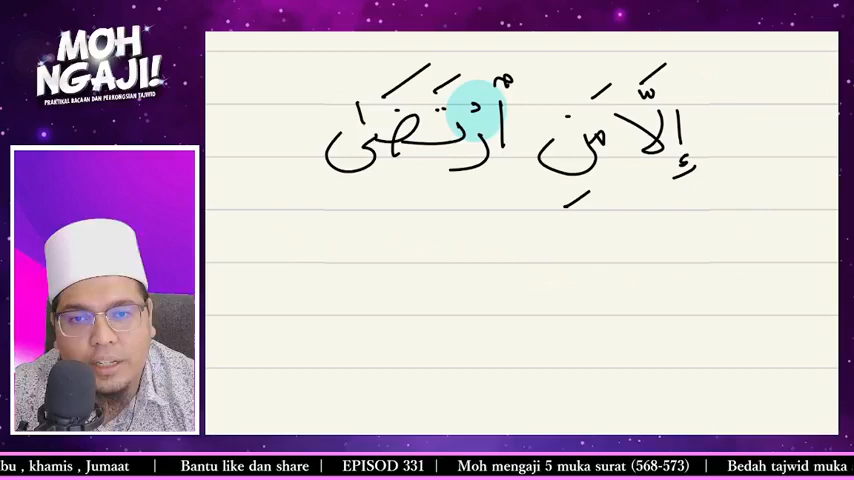 MOH
NGAJI!
PRAKTIKAL BACAAN DAN PERKONGSIAN TAJWID
إِلَّا مَنِ ٱرْتَضَىٰ
bu , khamis , Jumaat | Bantu like dan share | EPISOD 331 | Moh mengaji 5 muka surat (568-573) | Bedah tajwid muka